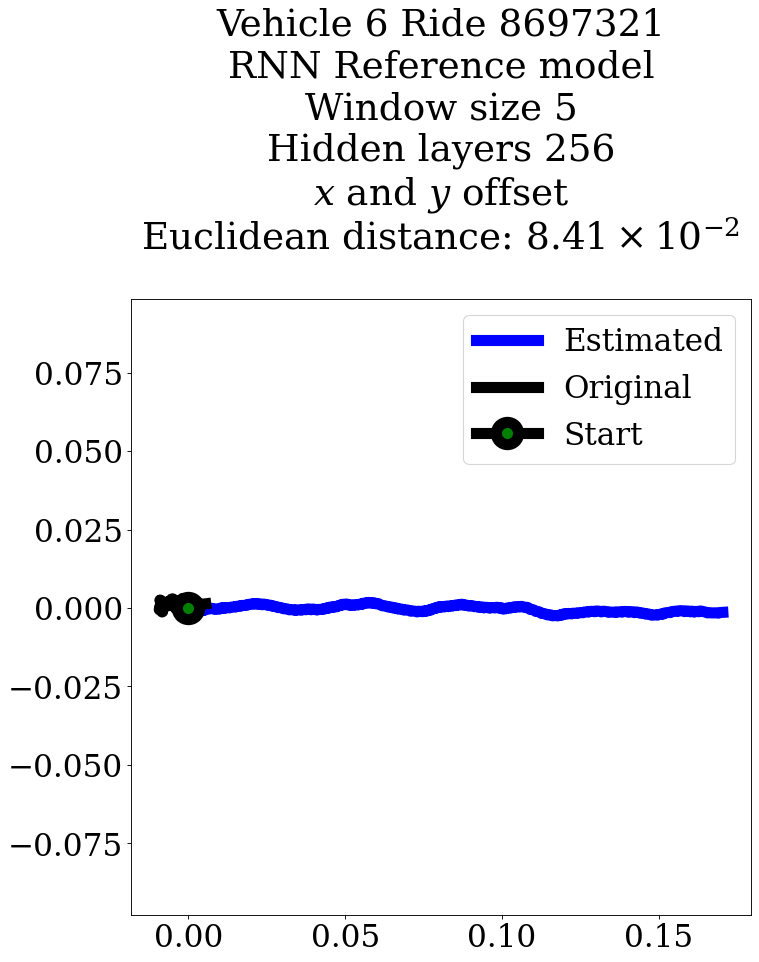 Vehicle 6 Ride 8697321
RNN Reference model
Window size 5
Hidden layers 256
x and y offset
Euclidean distance: 8.41 × 10⁻²
Estimated
Original
Start
0.075
0.050
0.025
0.000
−0.025
−0.050
−0.075
0.00 0.05 0.10 0.15